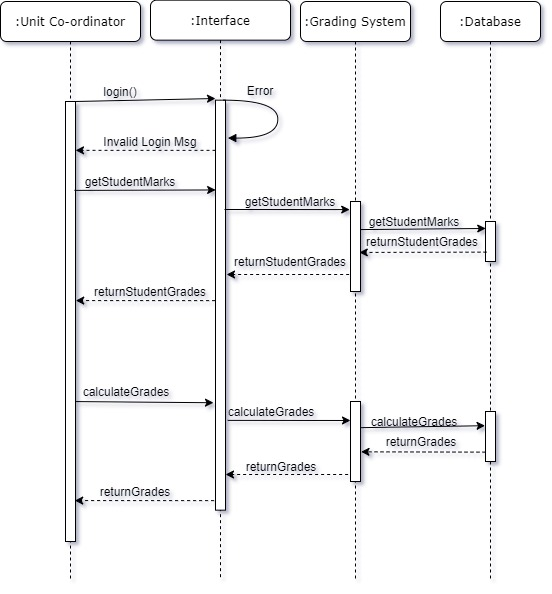 :Unit Co-ordinator
:Interface
:Grading System
:Database
login()
Error
Invalid Login Msg
getStudentMarks
getStudentMarks
getStudentMarks
returnStudentGrades
returnStudentGrades
returnStudentGrades
calculateGrades
calculateGrades
calculateGrades
returnGrades
returnGrades
returnGrades